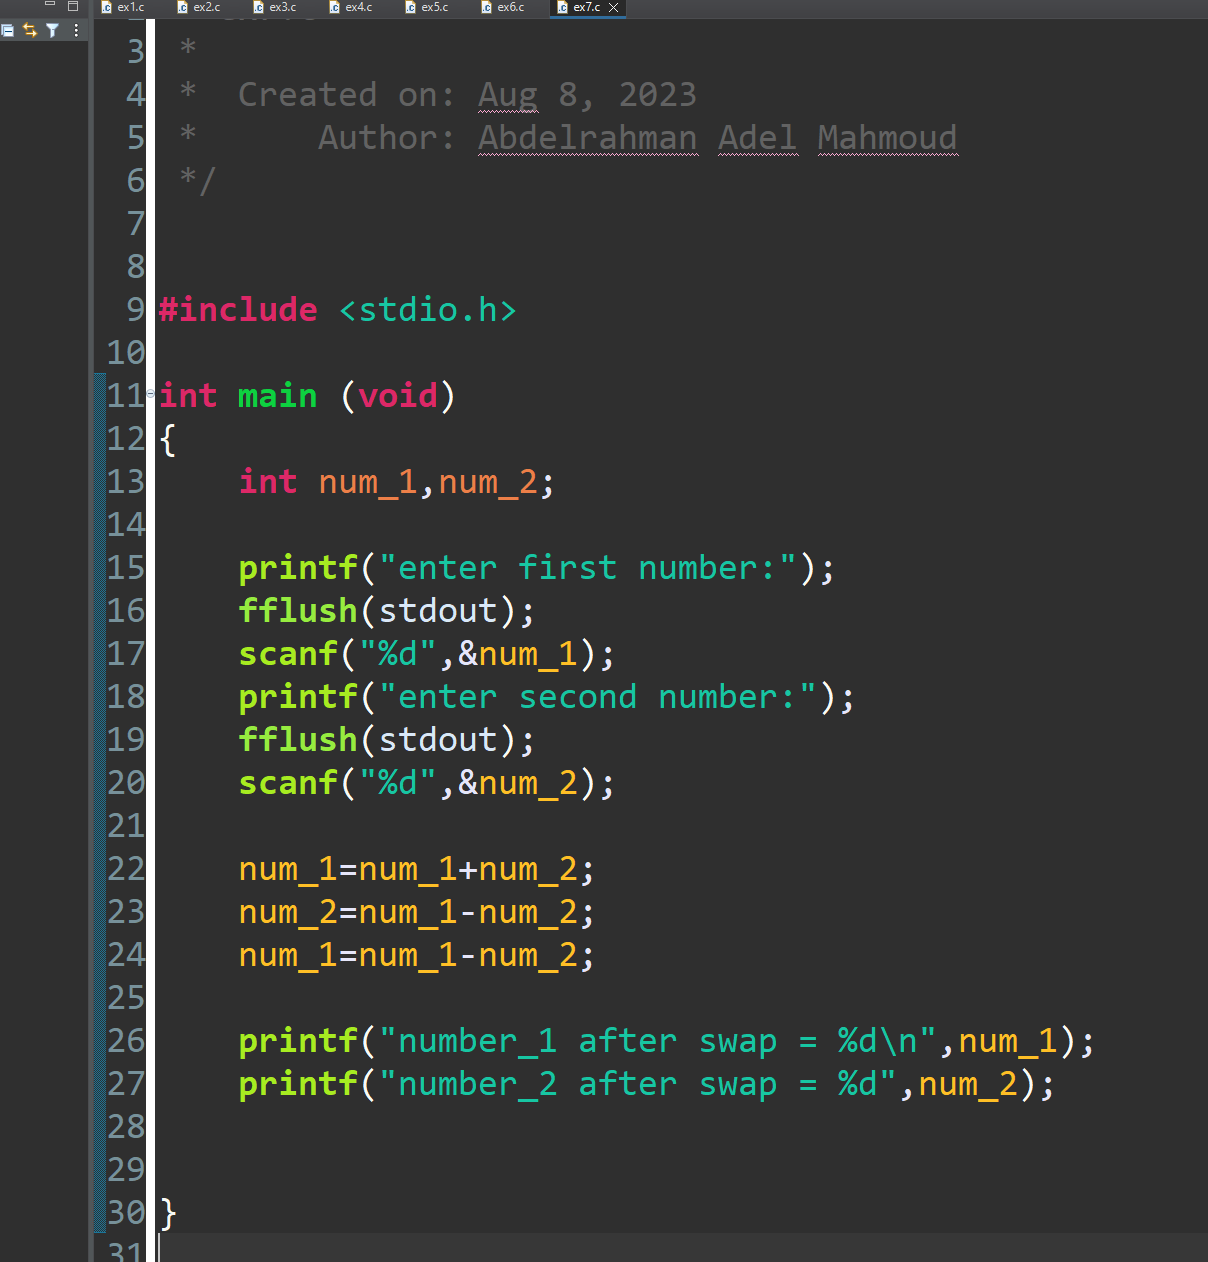 ex1.c ex2.c ex3.c ex4.c ex5.c ex6.c ex7.c
3 *
4 * Created on: Aug 8, 2023
5 * Author: Abdelrahman Adel Mahmoud
6 */
7
8
9 #include <stdio.h>
10
11 int main (void)
12 {
13 int num_1,num_2;
14
15 printf("enter first number:");
16 fflush(stdout);
17 scanf("%d",&num_1);
18 printf("enter second number:");
19 fflush(stdout);
20 scanf("%d",&num_2);
21
22 num_1=num_1+num_2;
23 num_2=num_1-num_2;
24 num_1=num_1-num_2;
25
26 printf("number_1 after swap = %d\n",num_1);
27 printf("number_2 after swap = %d",num_2);
28
29
30 }
31